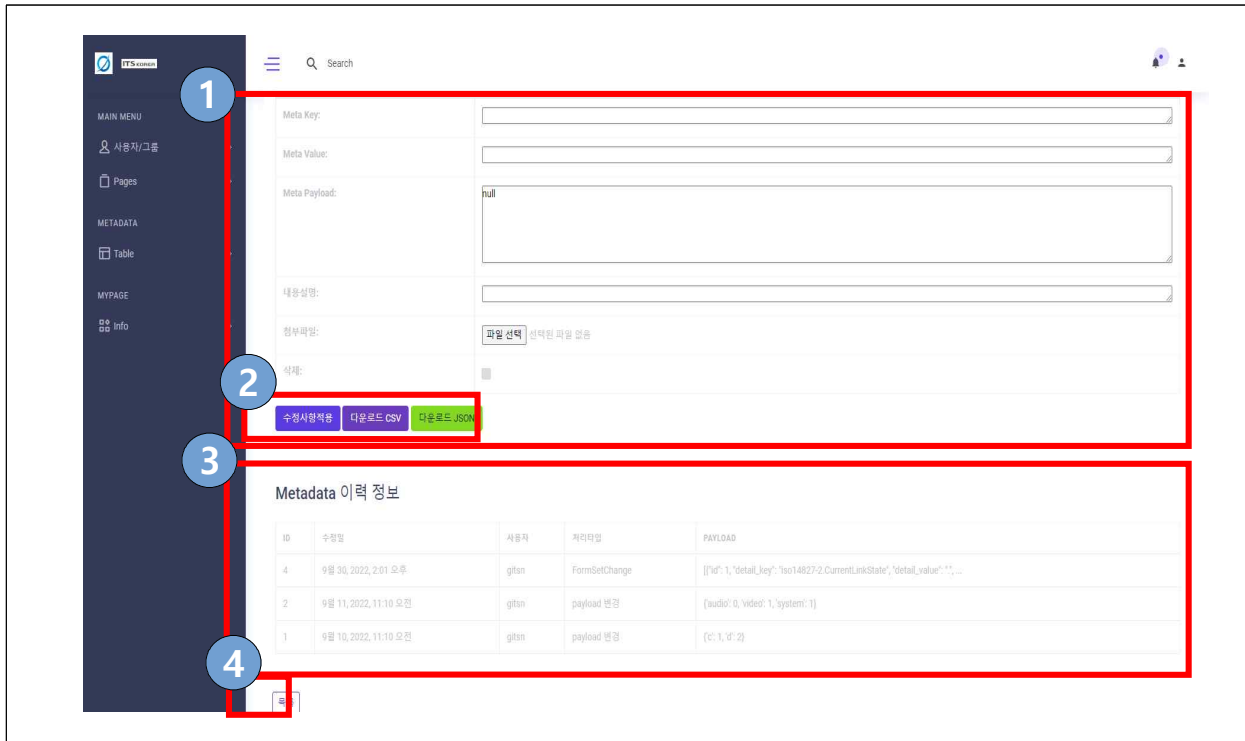 ITS KOREA
Search
1
MAIN MENU
사용자/그룹
Pages
METADATA
Table
MYPAGE
Info
Meta Key:
Meta Value:
Meta Payload:
null
내용설명:
첨부파일:
파일 선택 선택된 파일 없음
삭제:
2
수정사항적용 다운로드 CSV 다운로드 JSON
3
Metadata 이력 정보
ID 수정일 사용자 처리타입 PAYLOAD
4 9월 30, 2022, 2:01 오후 gitsn FormSetChange [{"id": 1, "detail_key": "iso14827-2.CurrentLinkState", "detail_value": ".", ...
2 9월 11, 2022, 11:10 오전 gitsn payload 변경 {'audio': 0, 'video': 1, 'system': 1}
1 9월 10, 2022, 11:10 오전 gitsn payload 변경 {'c': 1, 'd': 2}
4